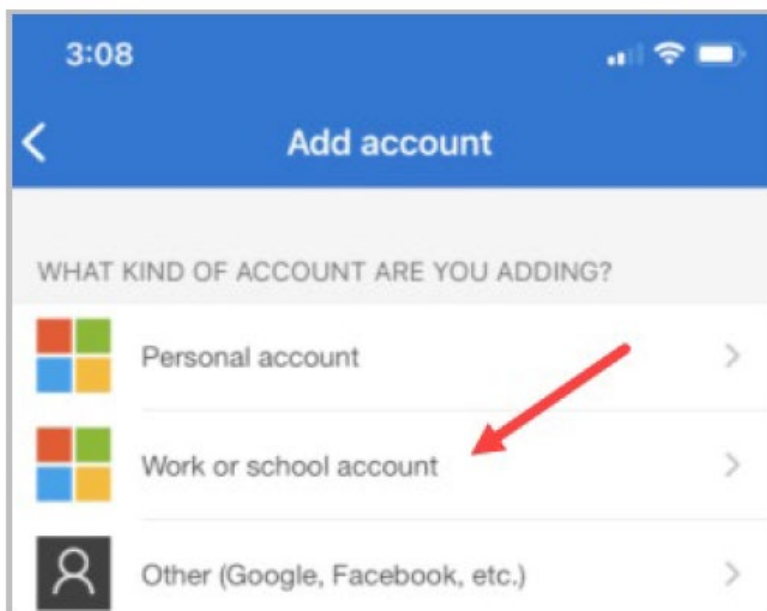 3:08
Add account
WHAT KIND OF ACCOUNT ARE YOU ADDING?
Personal account
Work or school account
Other (Google, Facebook, etc.)